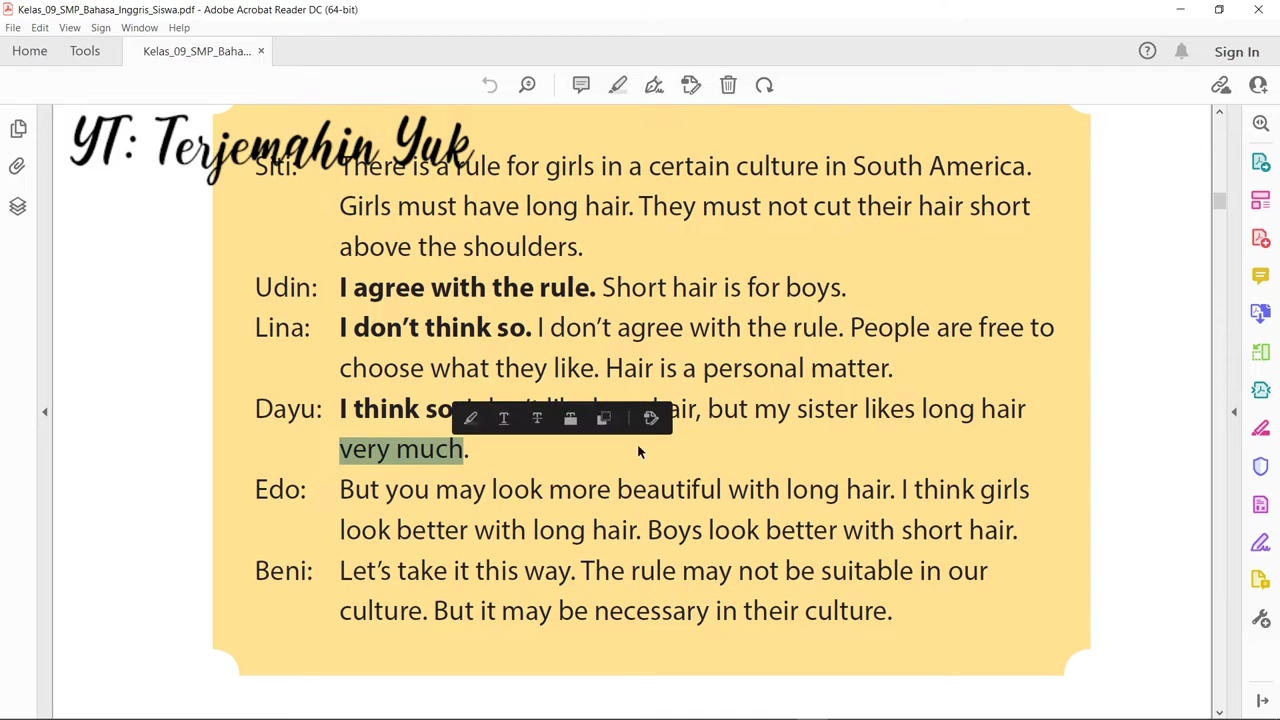 Kelas_09_SMP_Bahasa_Inggris_Siswa.pdf - Adobe Acrobat Reader DC (64-bit)
File Edit View Sign Window Help
Home Tools Kelas_09_SMP_Baha... × Sign In
YT: Terjemahin Yuk
Siti: There is a rule for girls in a certain culture in South America.
Girls must have long hair. They must not cut their hair short
above the shoulders.
Udin: I agree with the rule. Short hair is for boys.
Lina: I don't think so. I don't agree with the rule. People are free to
choose what they like. Hair is a personal matter.
Dayu: I think so hair, but my sister likes long hair
very much.
Edo: But you may look more beautiful with long hair. I think girls
look better with long hair. Boys look better with short hair.
Beni: Let's take it this way. The rule may not be suitable in our
culture. But it may be necessary in their culture.